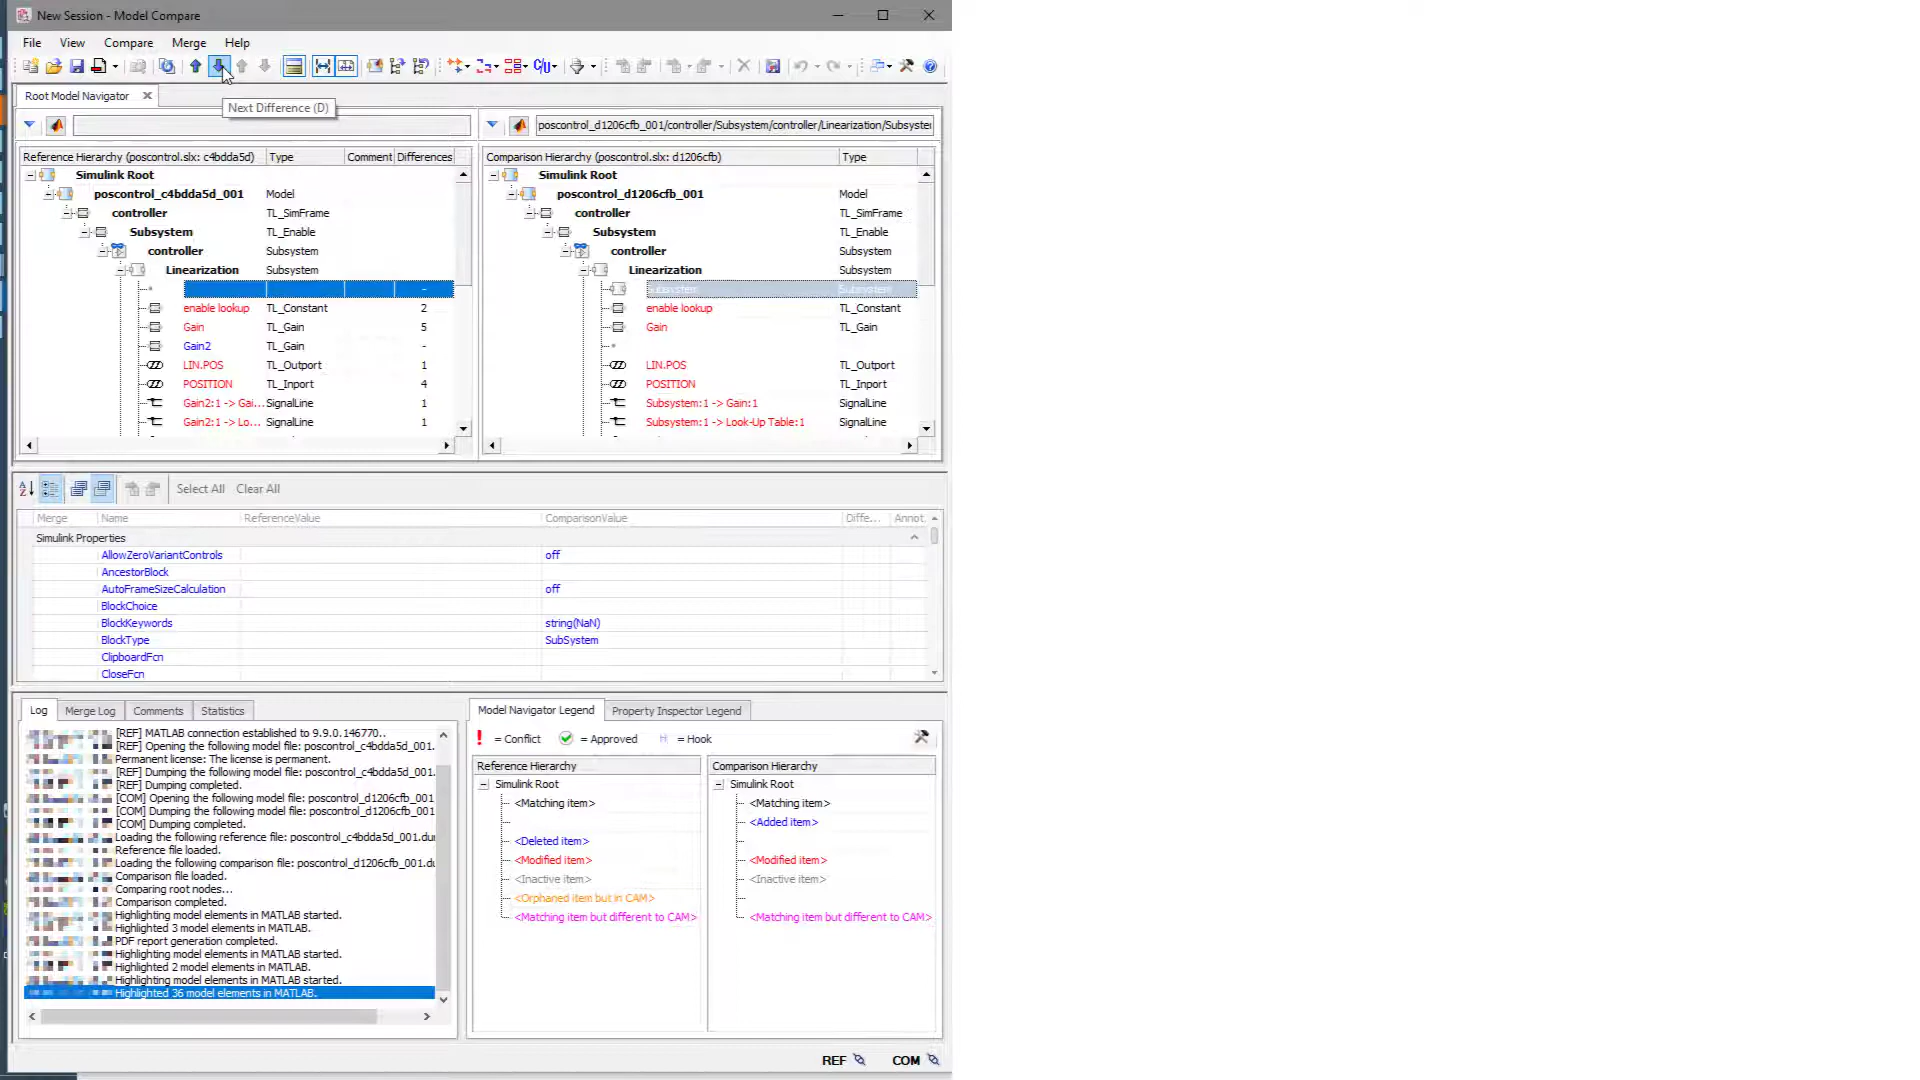 New Session - Model Compare
File View Compare Merge Help
Root Model Navigator
Next Difference (D)
poscontrol_d1206cfb_001/controller/Subsystem/controller/Linearization/Subsyste
Reference Hierarchy (poscontrol.slx: c4bdda5d) Type Comment Differences
Simulink Root
poscontrol_c4bdda5d_001 Model
controller TL_SimFrame
Subsystem TL_Enable
controller Subsystem
Linearization Subsystem
-
enable lookup TL_Constant 2
Gain TL_Gain 5
Gain2 TL_Gain -
LIN.POS TL_Outport 1
POSITION TL_Inport 4
Gain2:1 -> Gai... SignalLine 1
Gain2:1 -> Lo... SignalLine 1
Comparison Hierarchy (poscontrol.slx: d1206cfb) Type
Simulink Root
poscontrol_d1206cfb_001 Model
controller TL_SimFrame
Subsystem TL_Enable
controller Subsystem
Linearization Subsystem
Subsystem Subsystem
enable lookup TL_Constant
Gain TL_Gain
LIN.POS TL_Outport
POSITION TL_Inport
Subsystem:1 -> Gain:1 SignalLine
Subsystem:1 -> Look-Up Table:1 SignalLine
Select All Clear All
Merge Name ReferenceValue ComparisonValue Diffe... Annot
Simulink Properties
AllowZeroVariantControls off
AncestorBlock
AutoFrameSizeCalculation off
BlockChoice
BlockKeywords string(NaN)
BlockType SubSystem
ClipboardFcn
CloseFcn
Log Merge Log Comments Statistics
[REF] MATLAB connection established to 9.9.0.146770..
[REF] Opening the following model file: poscontrol_c4bdda5d_001.
Permanent license: The license is permanent.
[REF] Dumping the following model file: poscontrol_c4bdda5d_001.
[REF] Dumping completed.
[COM] Opening the following model file: poscontrol_d1206cfb_001
[COM] Dumping the following model file: poscontrol_d1206cfb_001
[COM] Dumping completed.
Loading the following reference file: poscontrol_c4bdda5d_001.du
Reference file loaded.
Loading the following comparison file: poscontrol_d1206cfb_001.d
Comparison file loaded.
Comparing root nodes...
Comparison completed.
Highlighting model elements in MATLAB started.
Highlighted 3 model elements in MATLAB.
PDF report generation completed.
Highlighting model elements in MATLAB started.
Highlighted 2 model elements in MATLAB.
Highlighting model elements in MATLAB started.
Highlighted 36 model elements in MATLAB.
Model Navigator Legend Property Inspector Legend
! = Conflict = Approved H = Hook
Reference Hierarchy
Simulink Root
<Matching item>
<Deleted item>
<Modified item>
<Inactive item>
<Orphaned item but in CAM>
<Matching item but different to CAM>
Comparison Hierarchy
Simulink Root
<Matching item>
<Added item>
<Modified item>
<Inactive item>
<Matching item but different to CAM>
REF COM